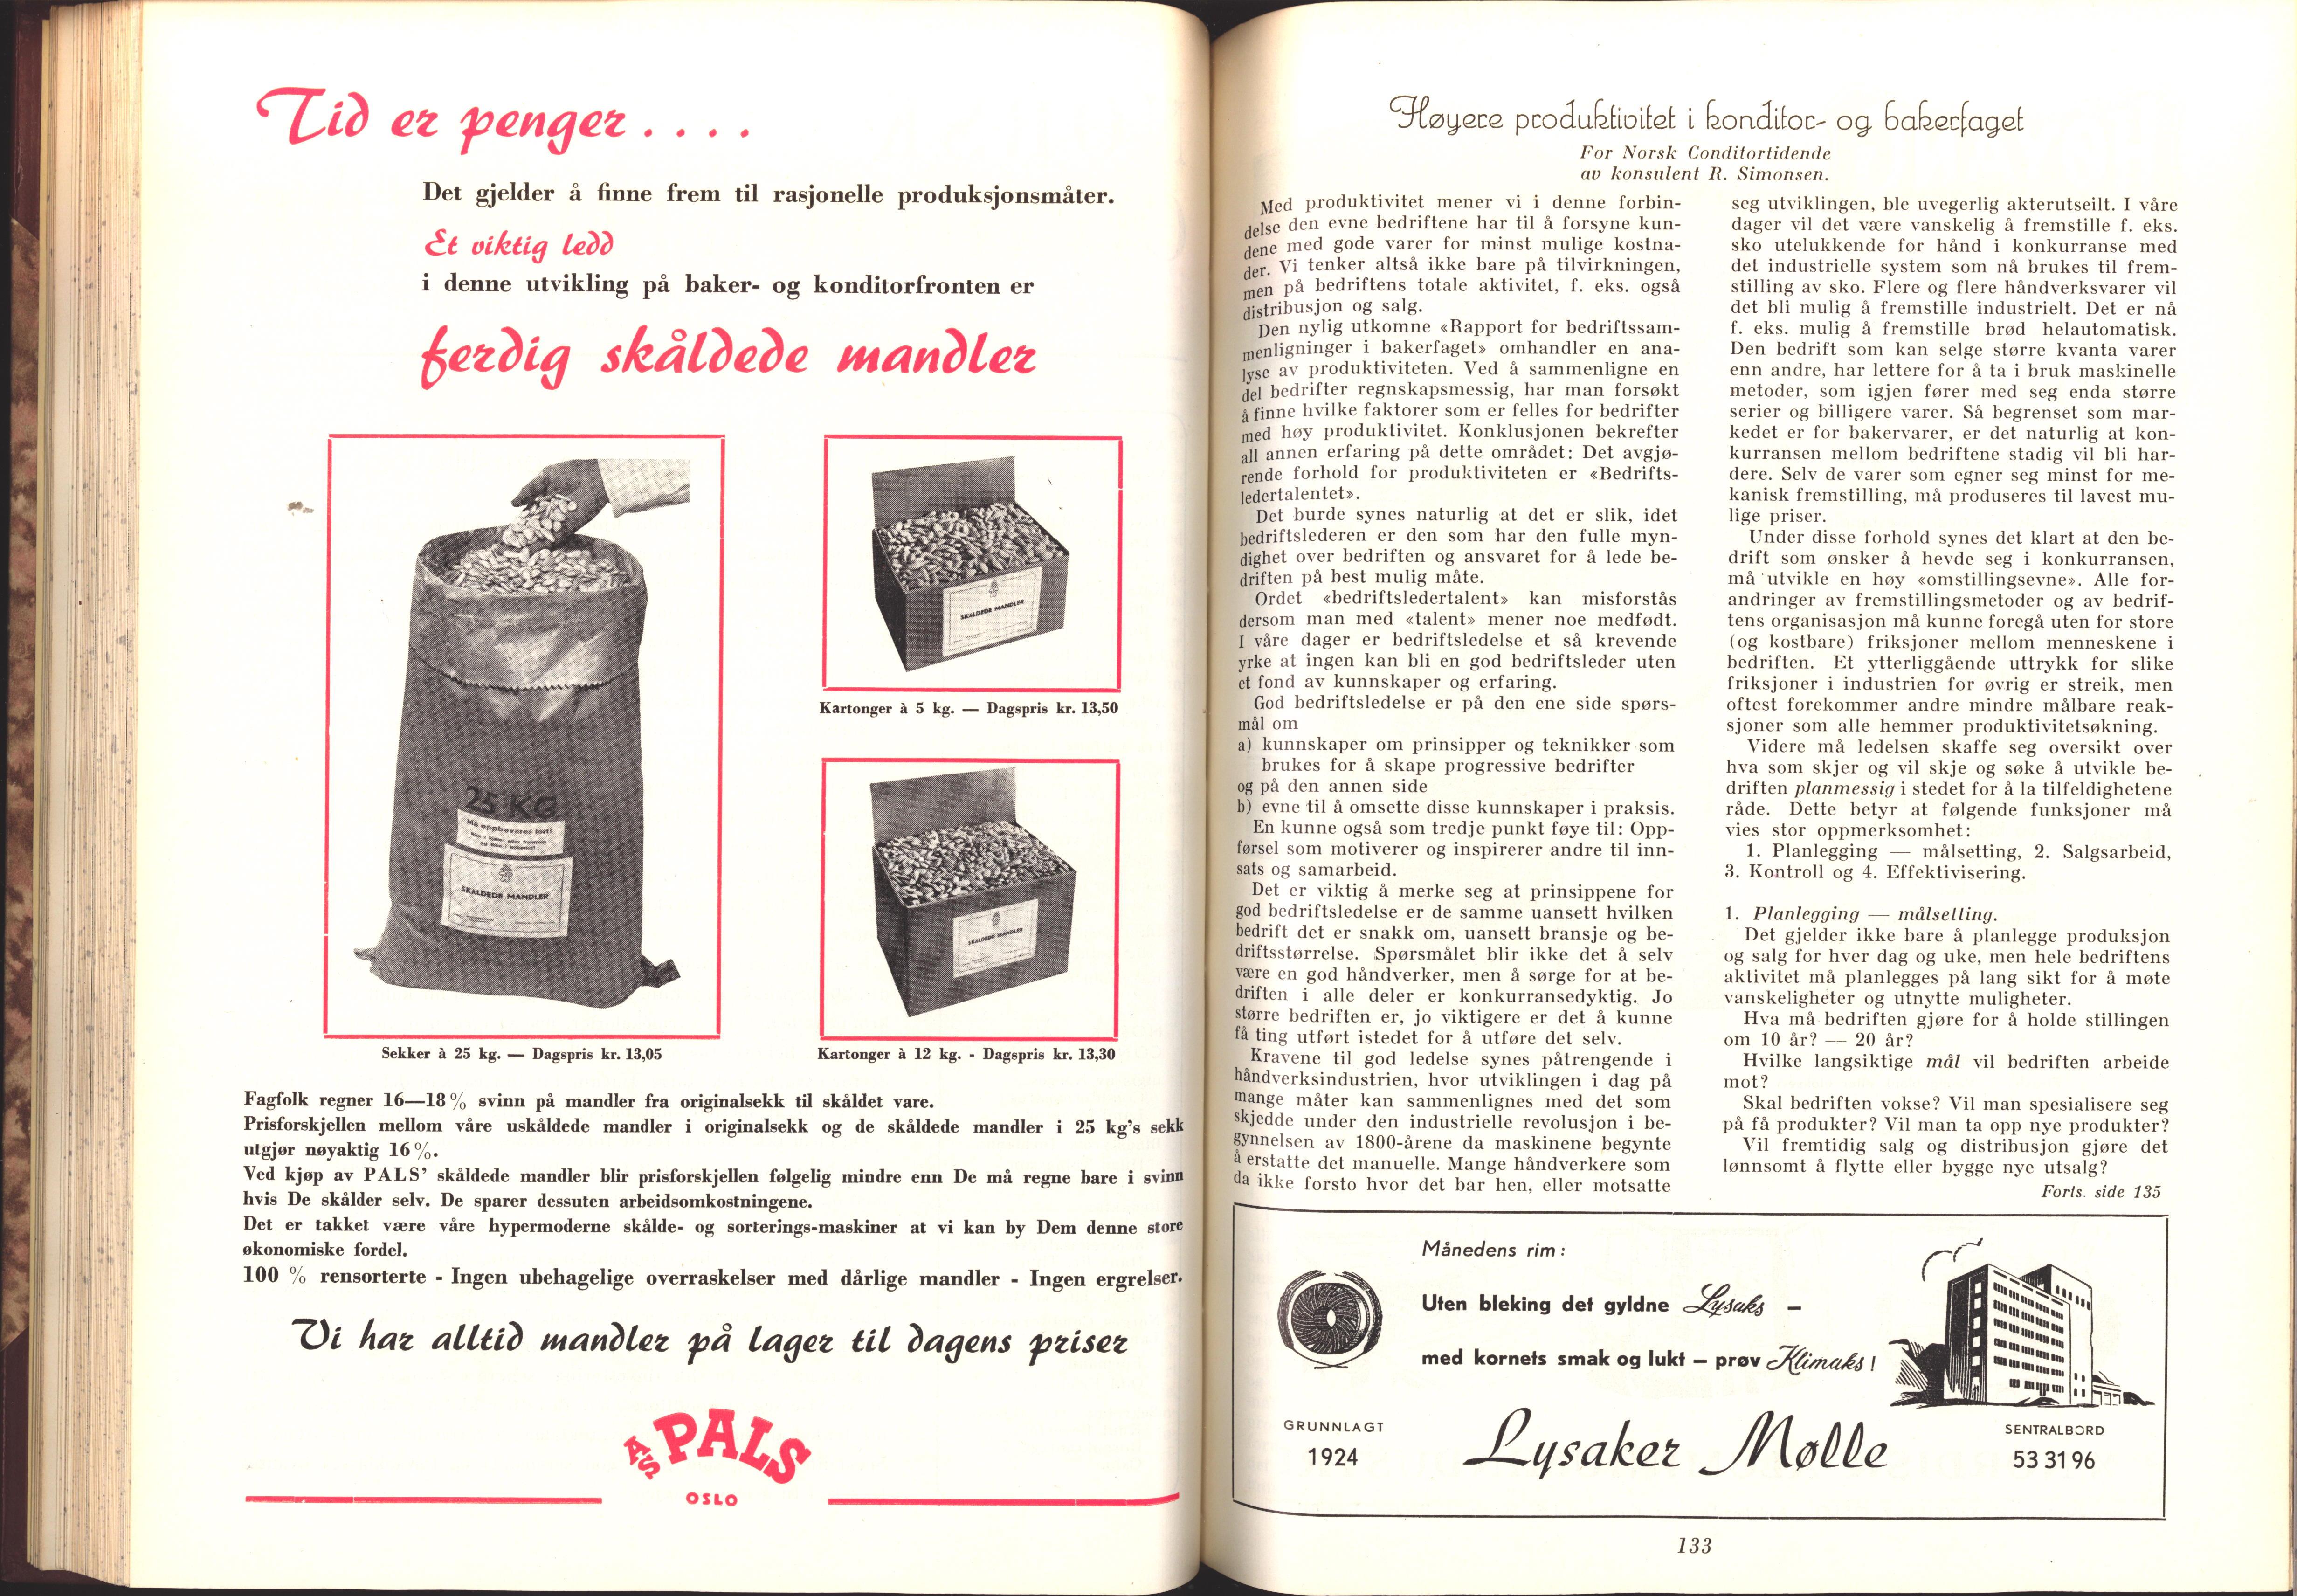 Tid er penger . . . .
Det gjelder å finne frem til rasjonelle produksjonsmåter.
Et viktig ledd
i denne utvikling på baker- og konditorfronten er
ferdig skåldede mandler
25 KG
Må oppbevares tørt!
SKÅLDEDE MANDLER
Sekker à 25 kg. — Dagspris kr. 13,05
SKÅLDEDE MANDLER
Kartonger à 5 kg. — Dagspris kr. 13,50
SKÅLDEDE MANDLER
Kartonger à 12 kg. - Dagspris kr. 13,30
Fagfolk regner 16—18 % svinn på mandler fra originalsekk til skåldet vare.
Prisforskjellen mellom våre uskåldede mandler i originalsekk og de skåldede mandler i 25 kg's sekk
utgjør nøyaktig 16 %.
Ved kjøp av PALS' skåldede mandler blir prisforskjellen følgelig mindre enn De må regne bare i svinn
hvis De skålder selv. De sparer dessuten arbeidsomkostningene.
Det er takket være våre hypermoderne skålde- og sorterings-maskiner at vi kan by Dem denne store
økonomiske fordel.
100 % rensorterte - Ingen ubehagelige overraskelser med dårlige mandler - Ingen ergrelser.
Vi har alltid mandler på lager til dagens priser
AS PALS
OSLO
Høyere produktivitet i konditor- og bakerfaget
For Norsk Conditortidende
av konsulent R. Simonsen.
Med produktivitet mener vi i denne forbin-
delse den evne bedriftene har til å forsyne kun-
dene med gode varer for minst mulige kostna-
der. Vi tenker altså ikke bare på tilvirkningen,
men på bedriftens totale aktivitet, f. eks. også
distribusjon og salg.
Den nylig utkomne «Rapport for bedriftssam-
menligninger i bakerfaget» omhandler en ana-
lyse av produktiviteten. Ved å sammenligne en
del bedrifter regnskapsmessig, har man forsøkt
å finne hvilke faktorer som er felles for bedrifter
med høy produktivitet. Konklusjonen bekrefter
all annen erfaring på dette området: Det avgjø-
rende forhold for produktiviteten er «Bedrifts-
ledertalentet».
Det burde synes naturlig at det er slik, idet
bedriftslederen er den som har den fulle myn-
dighet over bedriften og ansvaret for å lede be-
driften på best mulig måte.
Ordet «bedriftsledertalent» kan misforstås
dersom man med «talent» mener noe medfødt.
I våre dager er bedriftsledelse et så krevende
yrke at ingen kan bli en god bedriftsleder uten
et fond av kunnskaper og erfaring.
God bedriftsledelse er på den ene side spørs-
mål om
a) kunnskaper om prinsipper og teknikker som
brukes for å skape progressive bedrifter
og på den annen side
b) evne til å omsette disse kunnskaper i praksis.
En kunne også som tredje punkt føye til: Opp-
førsel som motiverer og inspirerer andre til inn-
sats og samarbeid.
Det er viktig å merke seg at prinsippene for
god bedriftsledelse er de samme uansett hvilken
bedrift det er snakk om, uansett bransje og be-
driftsstørrelse. Spørsmålet blir ikke det å selv
være en god håndverker, men å sørge for at be-
driften i alle deler er konkurransedyktig. Jo
større bedriften er, jo viktigere er det å kunne
få ting utført istedet for å utføre det selv.
Kravene til god ledelse synes påtrengende i
håndverksindustrien, hvor utviklingen i dag på
mange måter kan sammenlignes med det som
skjedde under den industrielle revolusjon i be-
gynnelsen av 1800-årene da maskinene begynte
å erstatte det manuelle. Mange håndverkere som
da ikke forsto hvor det bar hen, eller motsatte
seg utviklingen, ble uvegerlig akterutseilt. I våre
dager vil det være vanskelig å fremstille f. eks.
sko utelukkende for hånd i konkurranse med
det industrielle system som nå brukes til frem-
stilling av sko. Flere og flere håndverksvarer vil
det bli mulig å fremstille industrielt. Det er nå
f. eks. mulig å fremstille brød helautomatisk.
Den bedrift som kan selge større kvanta varer
enn andre, har lettere for å ta i bruk maskinelle
metoder, som igjen fører med seg enda større
serier og billigere varer. Så begrenset som mar-
kedet er for bakervarer, er det naturlig at kon-
kurransen mellom bedriftene stadig vil bli har-
dere. Selv de varer som egner seg minst for me-
kanisk fremstilling, må produseres til lavest mu-
lige priser.
Under disse forhold synes det klart at den be-
drift som ønsker å hevde seg i konkurransen,
må utvikle en høy «omstillingsevne». Alle for-
andringer av fremstillingsmetoder og av bedrif-
tens organisasjon må kunne foregå uten for store
(og kostbare) friksjoner mellom menneskene i
bedriften. Et ytterliggående uttrykk for slike
friksjoner i industrien for øvrig er streik, men
oftest forekommer andre mindre målbare reak-
sjoner som alle hemmer produktivitetsøkning.
Videre må ledelsen skaffe seg oversikt over
hva som skjer og vil skje og søke å utvikle be-
driften planmessig i stedet for å la tilfeldighetene
råde. Dette betyr at følgende funksjoner må
vies stor oppmerksomhet:
1. Planlegging — målsetting, 2. Salgsarbeid,
3. Kontroll og 4. Effektivisering.
1. Planlegging — målsetting.
Det gjelder ikke bare å planlegge produksjon
og salg for hver dag og uke, men hele bedriftens
aktivitet må planlegges på lang sikt for å møte
vanskeligheter og utnytte muligheter.
Hva må bedriften gjøre for å holde stillingen
om 10 år? — 20 år?
Hvilke langsiktige mål vil bedriften arbeide
mot?
Skal bedriften vokse? Vil man spesialisere seg
på få produkter? Vil man ta opp nye produkter?
Vil fremtidig salg og distribusjon gjøre det
lønnsomt å flytte eller bygge nye utsalg?
Forts. side 135
Månedens rim :
Uten bleking det gyldne Lysaks –
med kornets smak og lukt – prøv Klimaks !
GRUNNLAGT
1924
Lysaker Mølle
SENTRALBORD
53 31 96
133